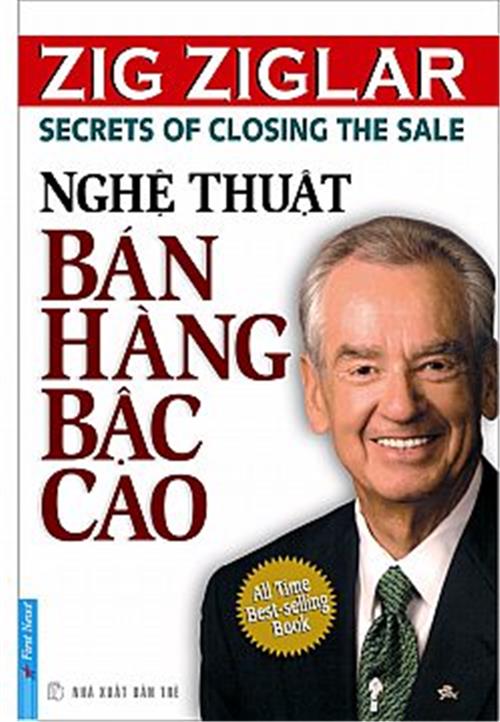 ZIG ZIGLAR
SECRETS OF CLOSING THE SALE
NGHỆ THUẬT
BÁN
HÀNG
BẬC
CAO
All Time
Best-selling
Book
First News
NHÀ XUẤT BẢN TRẺ